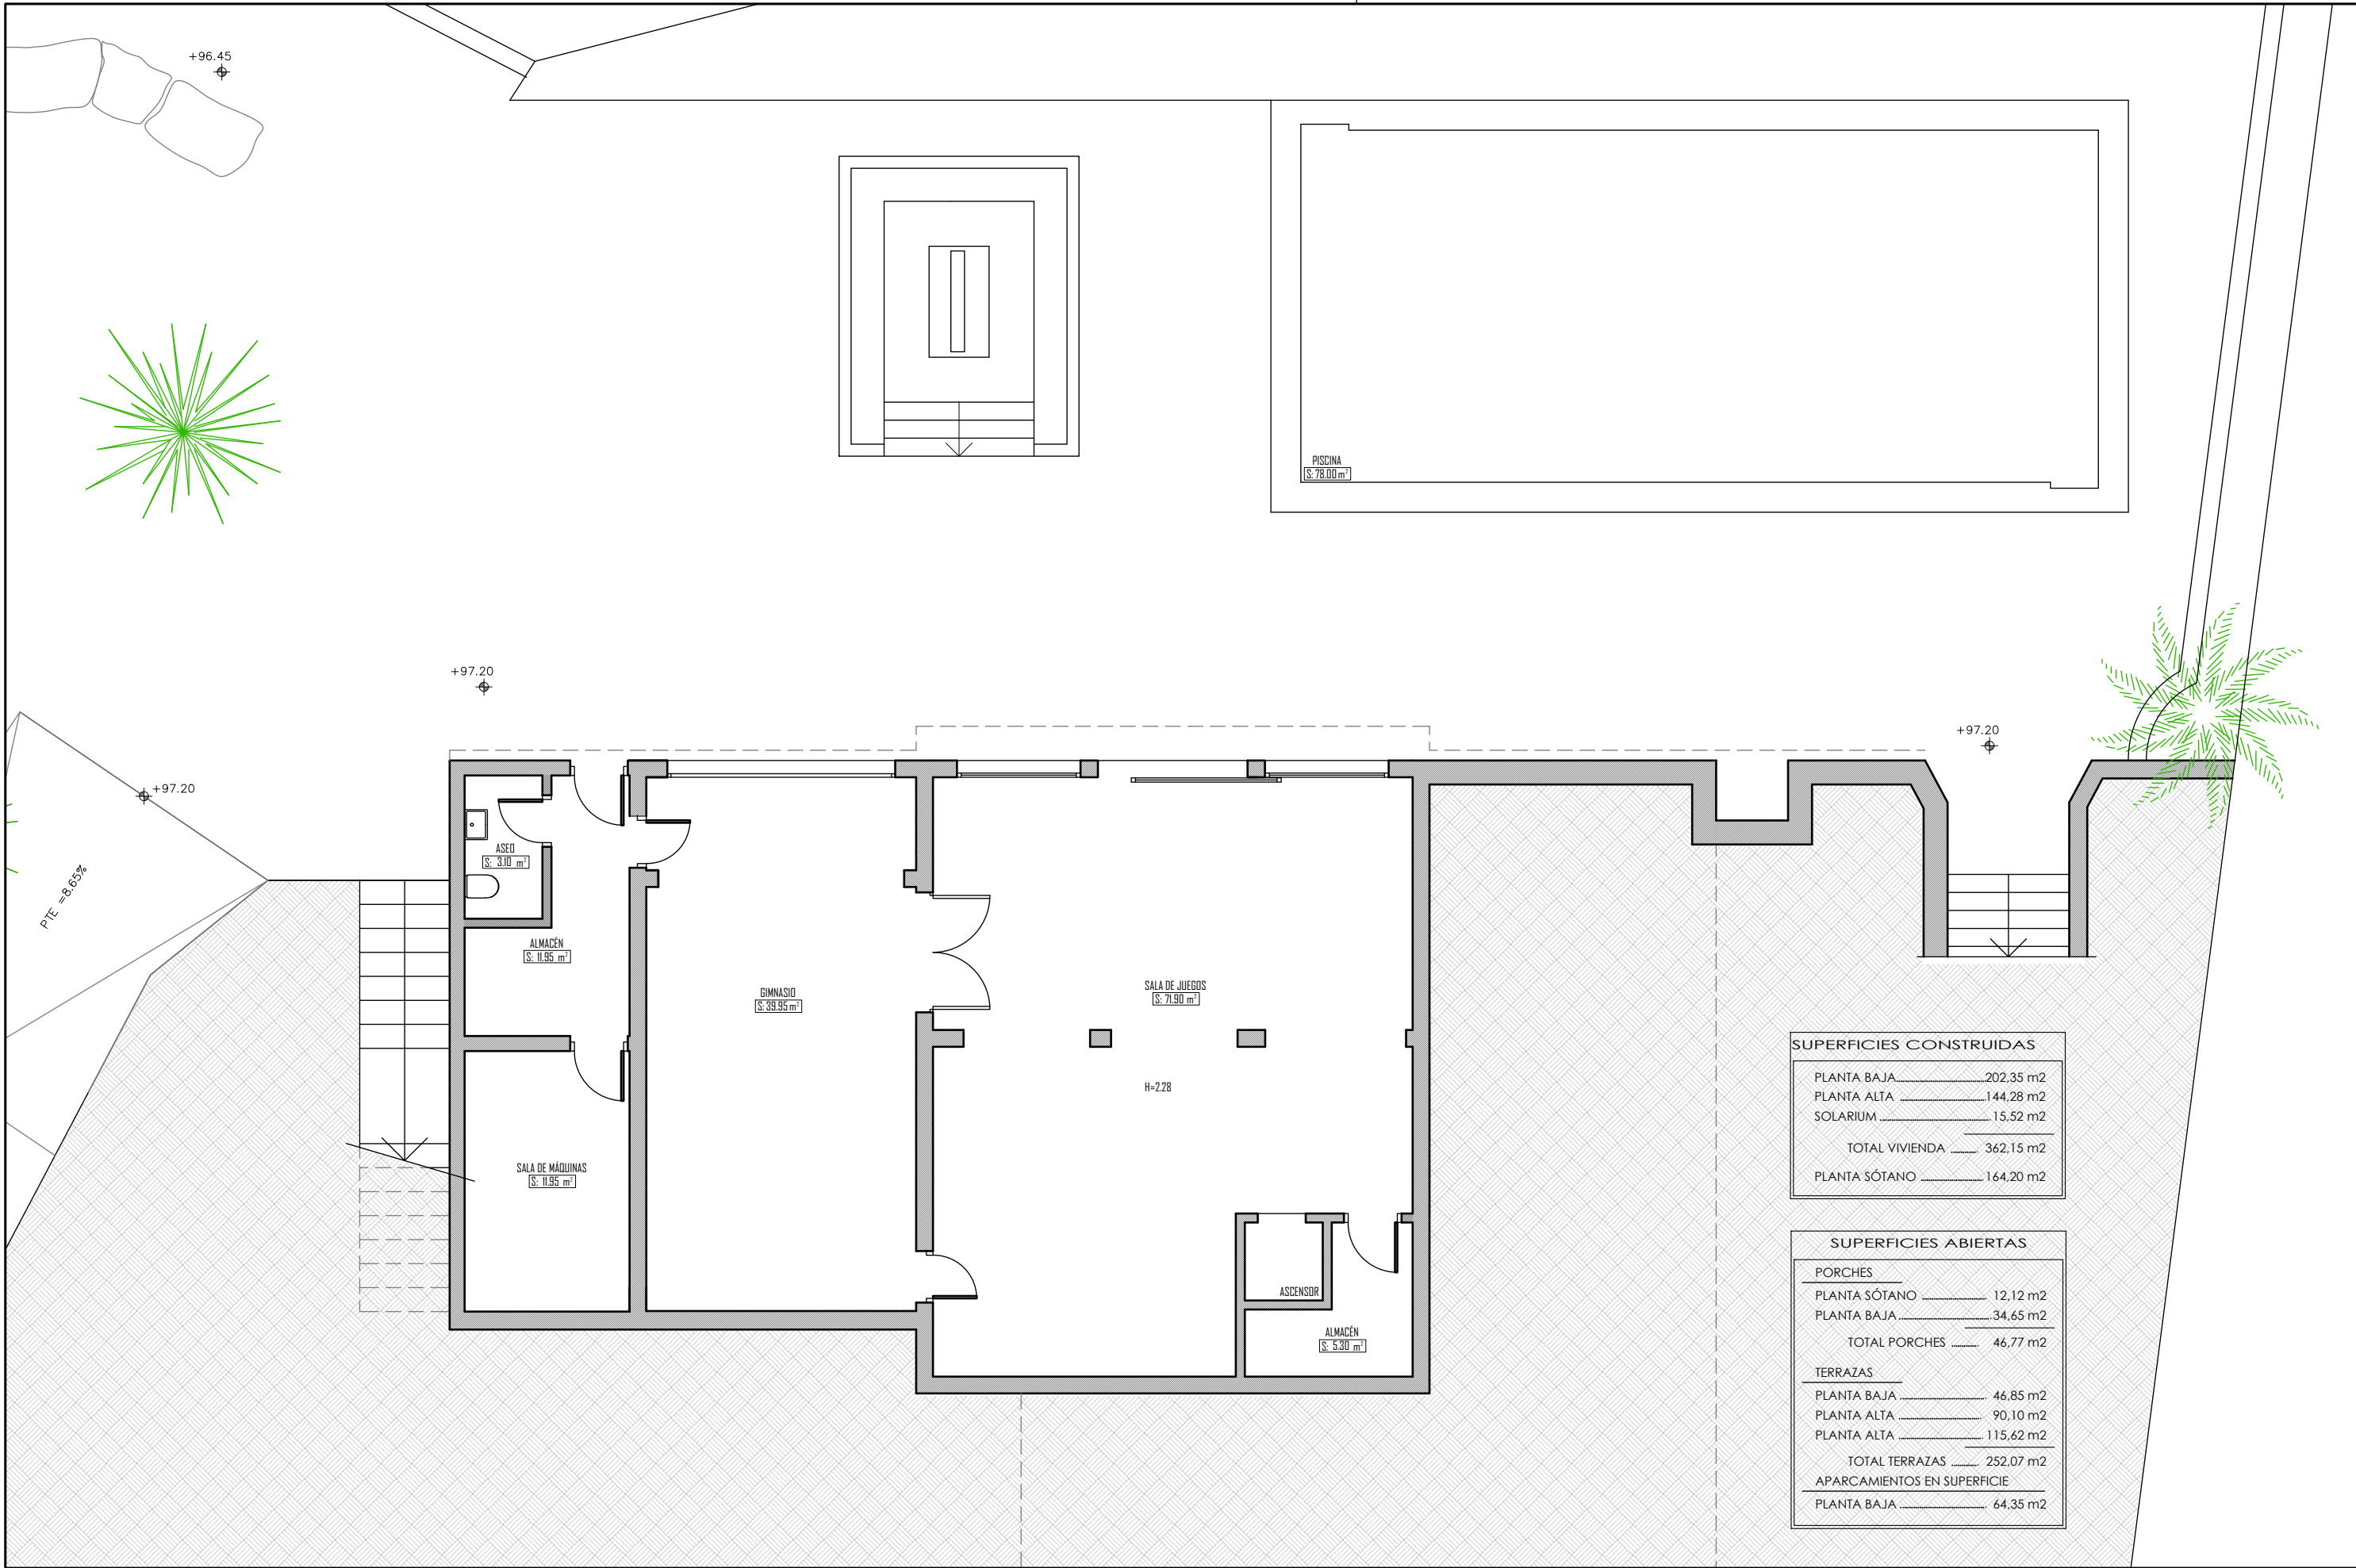 +96.45
PISCINA
S: 78.00 m²
+97.20
+97.20
+97.20
PTE =8.65%
ASEO
S: 3.10 m²
ALMACÉN
S: 11.95 m²
GIMNASIO
S: 39.95 m²
SALA DE JUEGOS
S: 71.90 m²
H=2.28
SALA DE MÁQUINAS
S: 11.95 m²
ASCENSOR
ALMACÉN
S: 5.30 m²
SUPERFICIES CONSTRUIDAS
PLANTA BAJA 202,35 m2
PLANTA ALTA 144,28 m2
SOLARIUM 15,52 m2
TOTAL VIVIENDA 362,15 m2
PLANTA SÓTANO 164,20 m2
SUPERFICIES ABIERTAS
PORCHES
PLANTA SÓTANO 12,12 m2
PLANTA BAJA 34,65 m2
TOTAL PORCHES 46,77 m2
TERRAZAS
PLANTA BAJA 46,85 m2
PLANTA ALTA 90,10 m2
PLANTA ALTA 115,62 m2
TOTAL TERRAZAS 252,07 m2
APARCAMIENTOS EN SUPERFICIE
PLANTA BAJA 64,35 m2